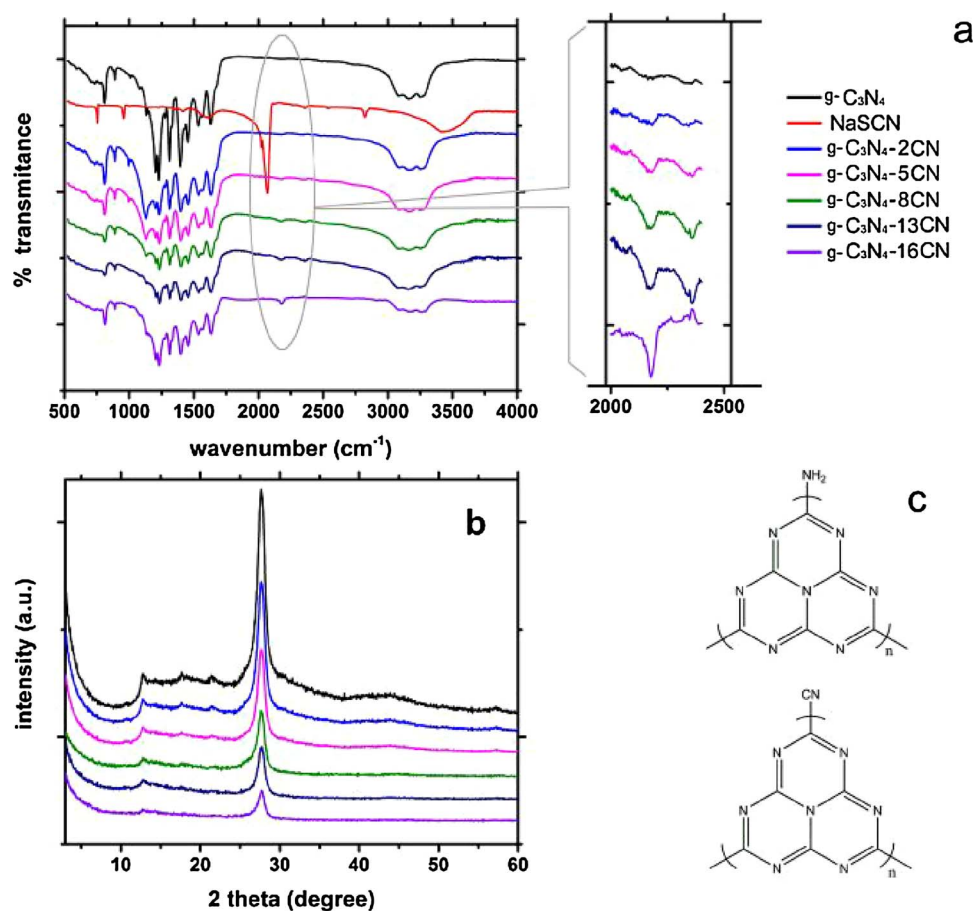 a
% transmitance
500 1000 1500 2000 2500 3000 3500 4000
wavenumber (cm⁻¹)
2000 2500
g-C₃N₄
NaSCN
g-C₃N₄-2CN
g-C₃N₄-5CN
g-C₃N₄-8CN
g-C₃N₄-13CN
g-C₃N₄-16CN
b
intensity (a.u.)
10 20 30 40 50 60
2 theta (degree)
c
NH₂
N N
N N N
N N
n
CN
N N
N N N
N N
n